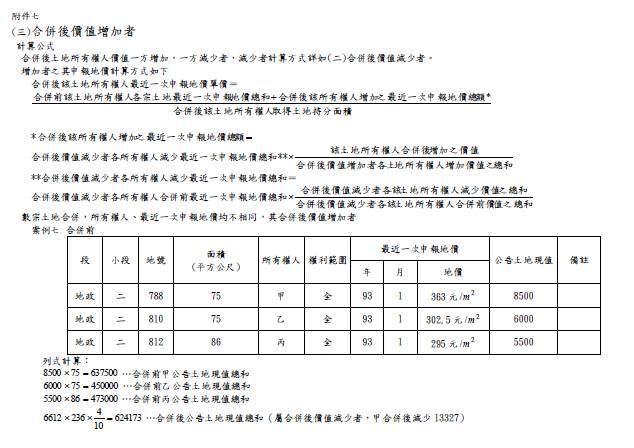 附件七
(三)合併後價值增加者
計算公式
合併後土地所有權人價值一方增加，一方減少者，減少者計算方式詳如(二)合併後價值減少者。
增加者之其申報地價計算方式如下
合併後該土地所有權人最近一次申報地價單價＝
合併前該土地所有權人各宗土地最近一次申報地價總和+合併後該所有權人增加之最近一次申報地價總額*
合併後該土地所有權人取得土地持分面積
*合併後該所有權人增加之最近一次申報地價總額＝
合併後價值減少者各所有權人減少最近一次申報地價總和**× 該土地所有權人合併後增加之價值
合併後價值增加者各土地所有權人增加價值之總和
**合併後價值減少者各所有權人減少最近一次申報地價總和＝
合併後價值減少者各所有權人合併前最近一次申報地價總和× 合併後價值減少者各該土地所有權人減少價值之總和
合併後價值減少者各該土地所有權人合併前價值之總和
數宗土地合併，所有權人、最近一次申報地價均不相同，其合併後價值增加者
案例七 合併前
段 小段 地號 面積（平方公尺） 所有權人 權利範圍 最近一次申報地價 公告土地現值 備註
年 月 地價
地政 二 788 75 甲 全 93 1 363 元/m² 8500
地政 二 810 75 乙 全 93 1 302.5 元/m² 6000
地政 二 812 86 丙 全 93 1 295 元/m² 5500
列式計算：
8500×75＝637500 …合併前甲公告土地現值總和
6000×75＝450000 …合併前乙公告土地現值總和
5500×86＝473000 …合併前丙公告土地現值總和
6612×236×4/10＝624173 …合併後公告土地現值總和（屬合併後價值減少者，甲合併後減少 13327）